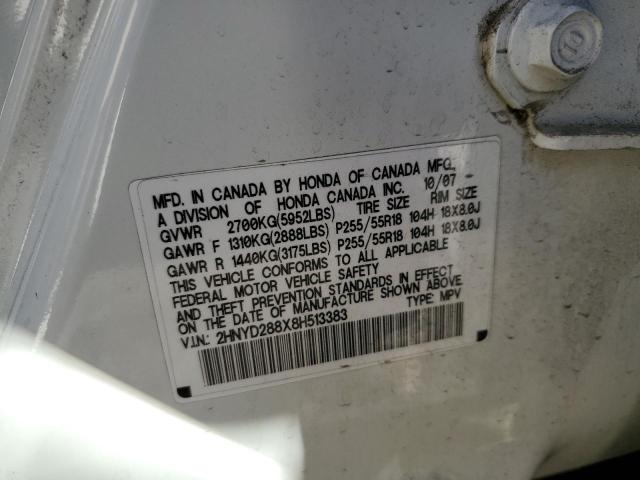 10
MFD. IN CANADA BY HONDA OF CANADA MFG.
A DIVISION OF HONDA CANADA INC. 10/07
GVWR 2700KG(5952LBS) TIRE SIZE RIM SIZE
GAWR F 1310KG(2888LBS) P255/55R18 104H 18X8.0J
GAWR R 1440KG(3175LBS) P255/55R18 104H 18X8.0J
THIS VEHICLE CONFORMS TO ALL APPLICABLE
FEDERAL MOTOR VEHICLE SAFETY
STANDARDS IN EFFECT
ON THE DATE OF MANUFACTURE SHOWN ABOVE.
V.I.N.: 2HNYD288X8H513383 TYPE: MPV